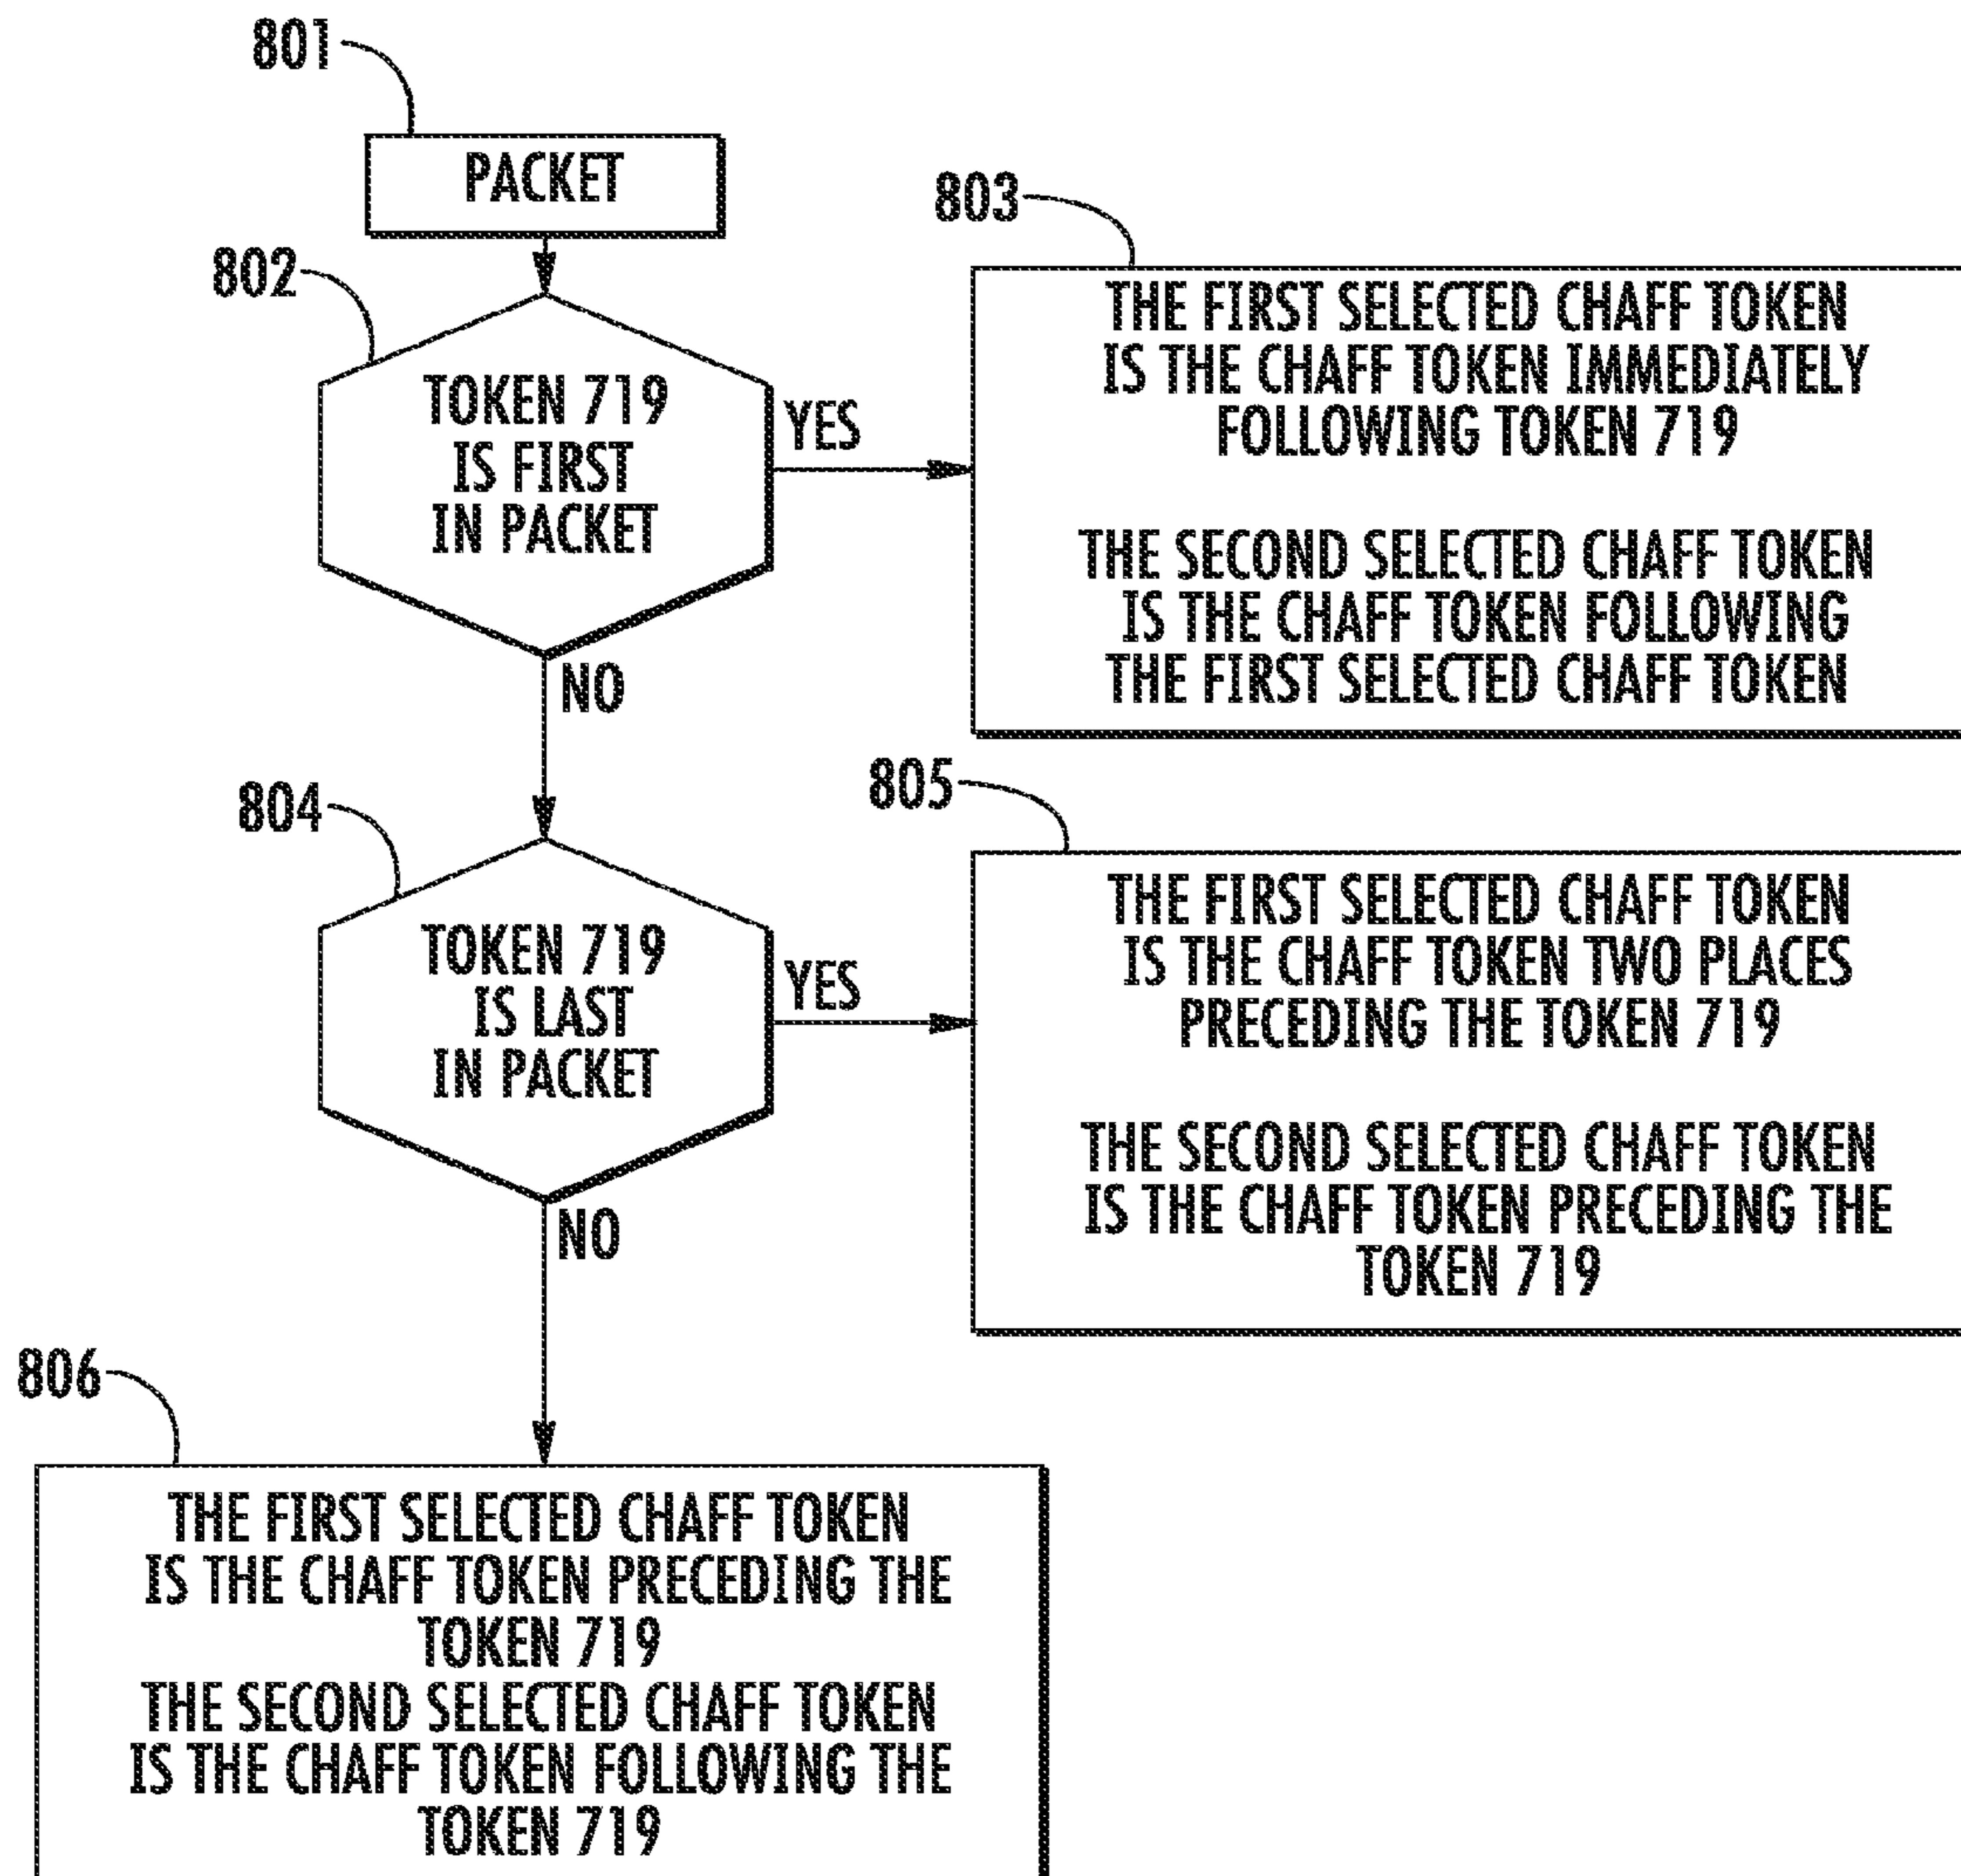 801
PACKET
802
TOKEN 719
IS FIRST
IN PACKET
YES
803
THE FIRST SELECTED CHAFF TOKEN
IS THE CHAFF TOKEN IMMEDIATELY
FOLLOWING TOKEN 719
THE SECOND SELECTED CHAFF TOKEN
IS THE CHAFF TOKEN FOLLOWING
THE FIRST SELECTED CHAFF TOKEN
NO
804
TOKEN 719
IS LAST
IN PACKET
YES
805
THE FIRST SELECTED CHAFF TOKEN
IS THE CHAFF TOKEN TWO PLACES
PRECEDING THE TOKEN 719
THE SECOND SELECTED CHAFF TOKEN
IS THE CHAFF TOKEN PRECEDING THE
TOKEN 719
NO
806
THE FIRST SELECTED CHAFF TOKEN
IS THE CHAFF TOKEN PRECEDING THE
TOKEN 719
THE SECOND SELECTED CHAFF TOKEN
IS THE CHAFF TOKEN FOLLOWING THE
TOKEN 719